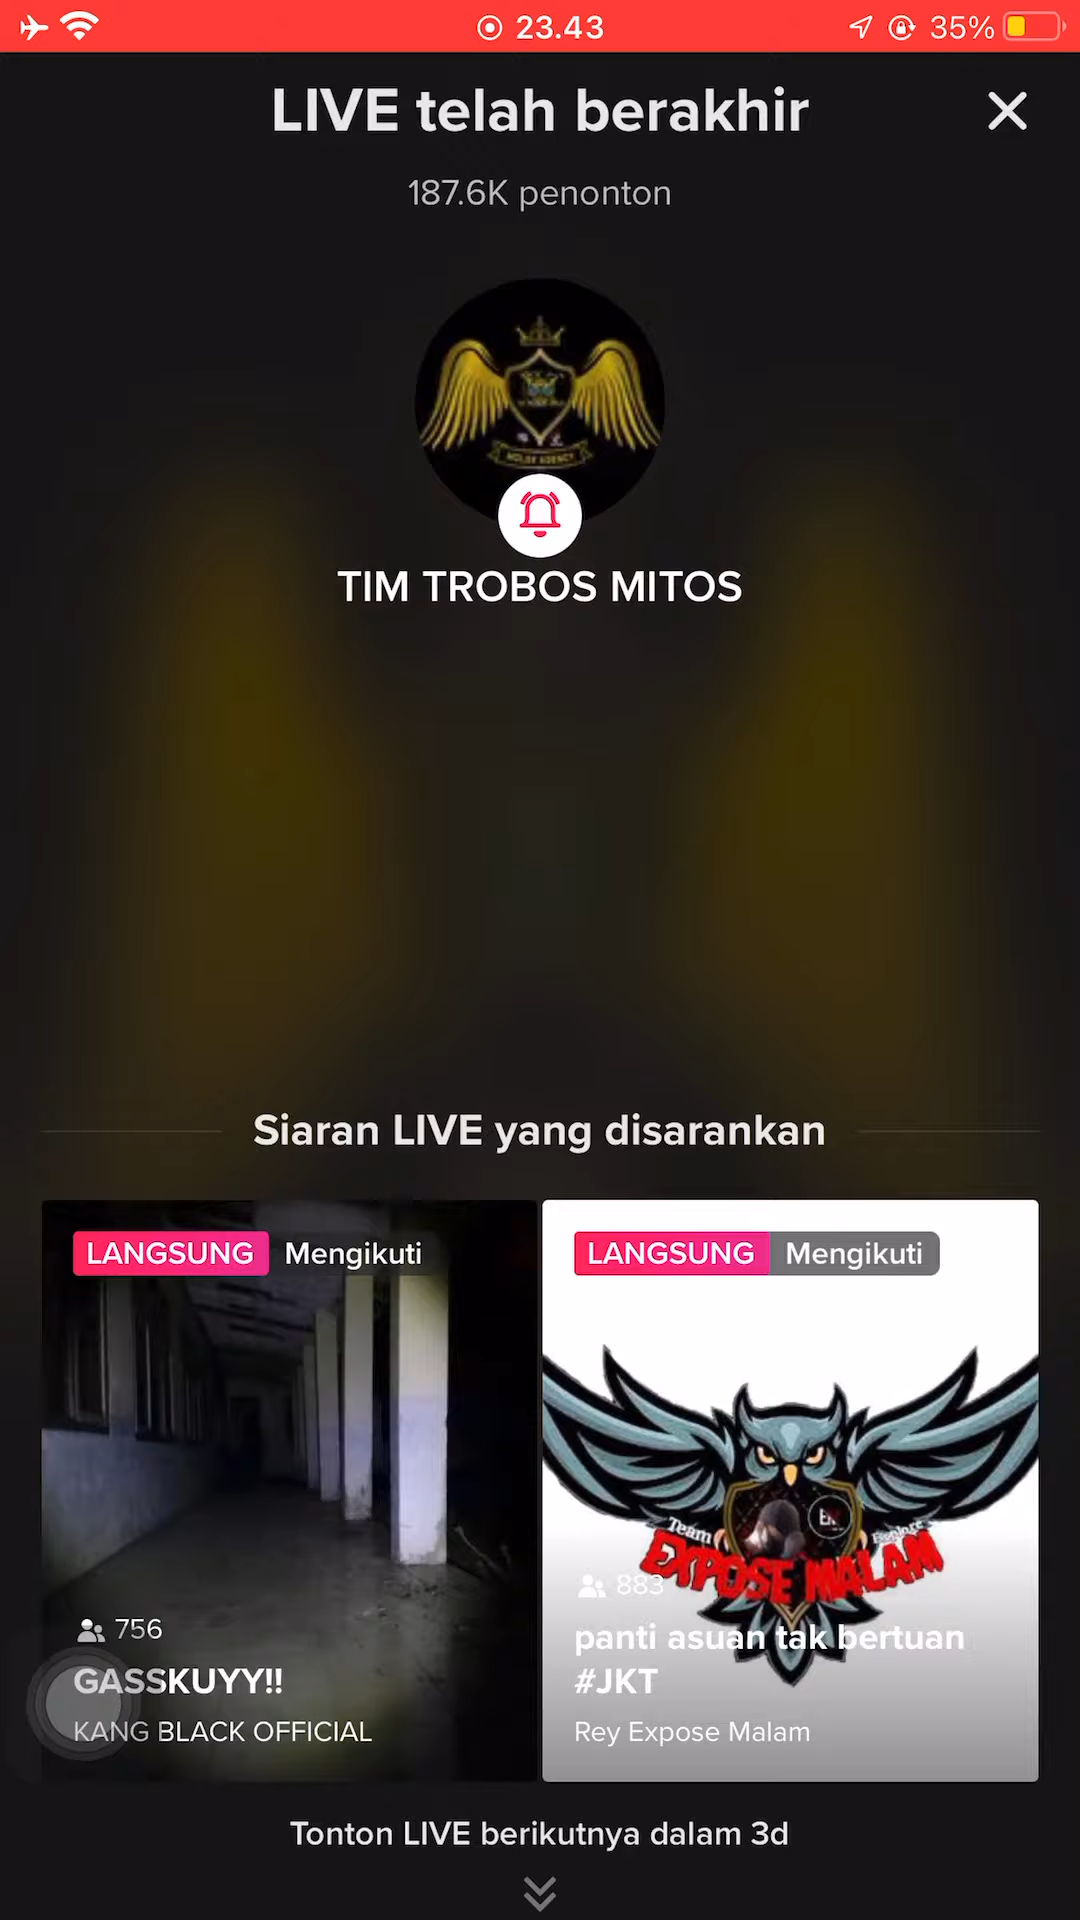 23.43
35%
LIVE telah berakhir
187.6K penonton
TIM TROBOS MITOS
Siaran LIVE yang disarankan
LANGSUNG Mengikuti
756
GASSKUYY!!
KANG BLACK OFFICIAL
LANGSUNG Mengikuti
Team
Explore
EXPOSE MALAM
883
panti asuan tak bertuan
#JKT
Rey Expose Malam
Tonton LIVE berikutnya dalam 3d